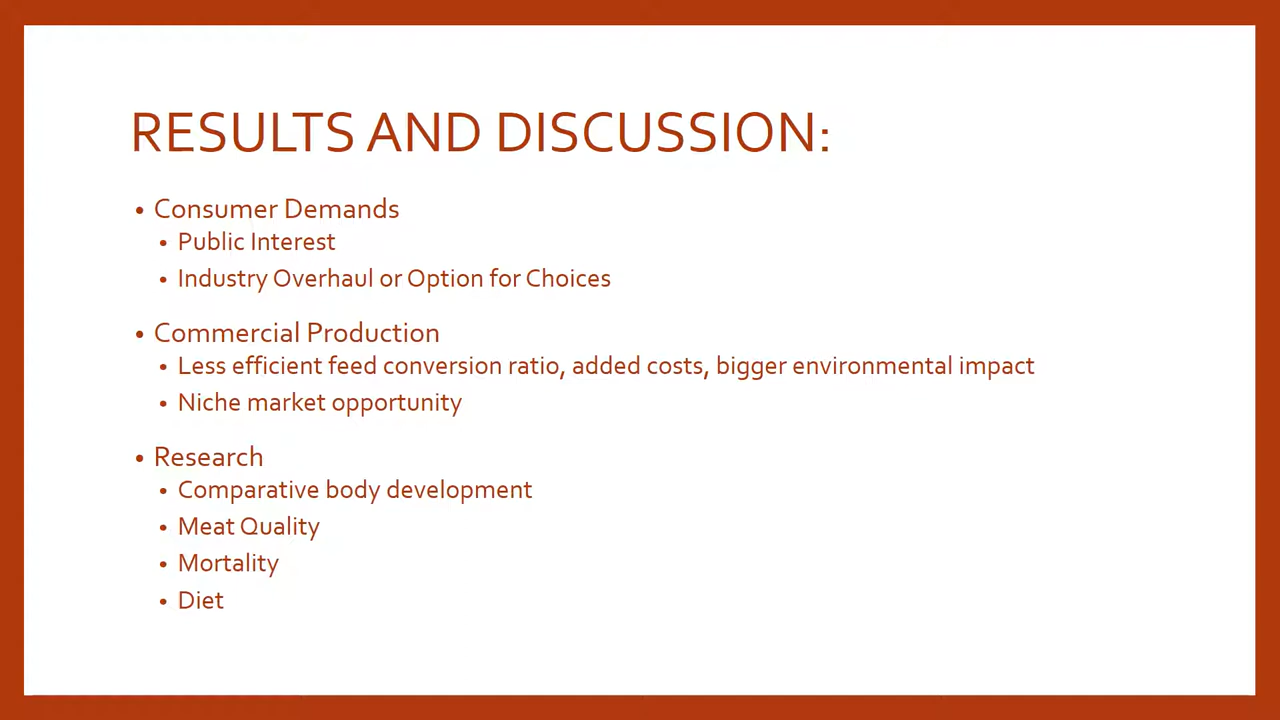 RESULTS AND DISCUSSION:
• Consumer Demands
• Public Interest
• Industry Overhaul or Option for Choices
• Commercial Production
• Less efficient feed conversion ratio, added costs, bigger environmental impact
• Niche market opportunity
• Research
• Comparative body development
• Meat Quality
• Mortality
• Diet